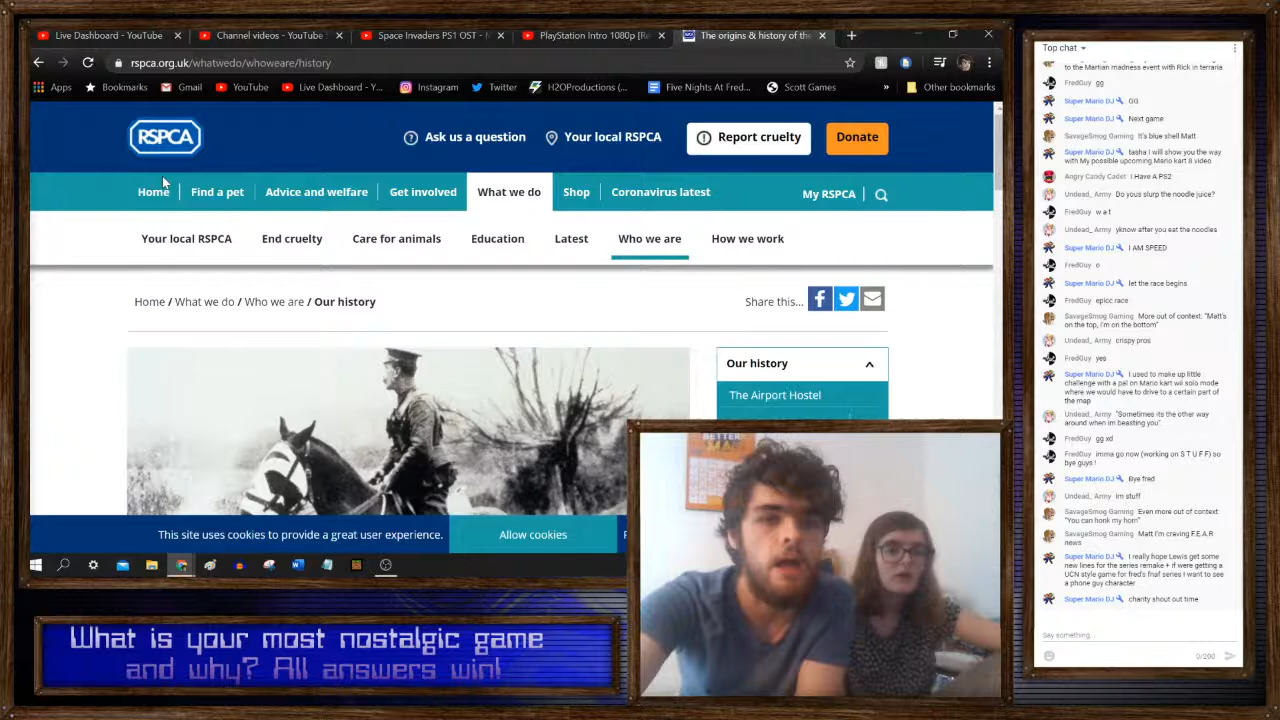 Live Dashboard - YouTube
Channel videos - YouTube S
Space Invaders PS1 OST - M
PlayStation Intro 1080p [Re
The origins & history of the
rspca.org.uk/whatwedo/whoweare/history
Apps
Bookmarks
Gmail
YouTube
Live Dashboard - Y...
Instagram
Twitter
H2OProductions (...
Five Nights At Fred...
Scott Games
»
Other bookmarks
RSPCA
Ask us a question
Your local RSPCA
Report cruelty
Donate
Home
Find a pet
Advice and welfare
Get involved
What we do
Shop
Coronavirus latest
My RSPCA
Your local RSPCA
End cruelty
Care for animals
Education
Latest
Who we are
How we work
Home / What we do / Who we are / Our history
Share this...
Our history
The Airport Hostel
This site uses cookies to provide a great user experience.
Allow cookies
BETTER
What is your most nostalgic game
and why? All answers win!
Top chat
to the Martian madness event with Rick in terraria
FredGuy gg
Super Mario DJ GG
Super Mario DJ Next game
SavageSmog Gaming It's blue shell Matt
Super Mario DJ tasha I will show you the way
with My possible upcoming Mario kart 8 video
Angry Candy Cadet I Have A PS2
Undead_Army Do yous slurp the noodle juice?
FredGuy w a t
Undead_Army yknow after you eat the noodles
Super Mario DJ I AM SPEED
FredGuy o
Super Mario DJ let the race begins
FredGuy epicc race
SavageSmog Gaming More out of context: "Matt's
on the top, I'm on the bottom"
Undead_Army crispy pros
FredGuy yes
Super Mario DJ I used to make up little
challenge with a pal on Mario kart wii solo mode
where we would have to drive to a certain part of
the map
Undead_Army "Sometimes its the other way
around when im beasting you"
FredGuy gg xd
FredGuy imma go now (working on S T U F F) so
bye guys !
Super Mario DJ Bye fred
Undead_Army im stuff
SavageSmog Gaming Even more out of context:
"You can honk my horn"
SavageSmog Gaming Matt I'm craving F.E.A.R
news
Super Mario DJ I really hope Lewis get some
new lines for the series remake + if were getting a
UCN style game for fred's fnaf series I want to see
a phone guy character
Super Mario DJ charity shout out time
Say something...
0/200